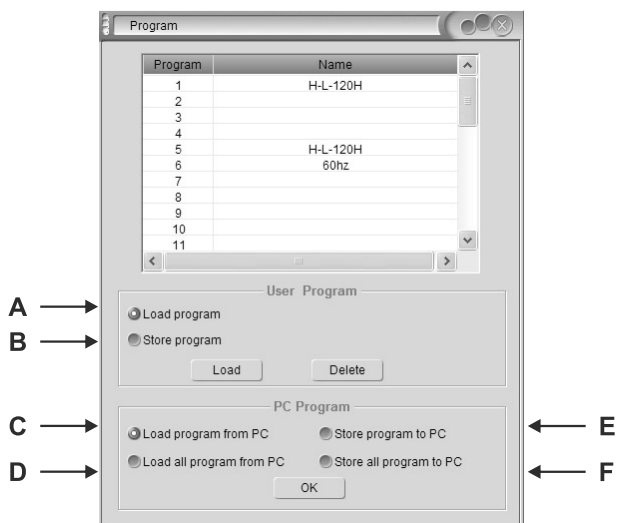 Program
Program Name
1 H-L-120H
2
3
4
5 H-L-120H
6 60hz
7
8
9
10
11
User Program
A Load program
B Store program
Load Delete
PC Program
C Load program from PC Store program to PC E
D Load all program from PC Store all program to PC F
OK